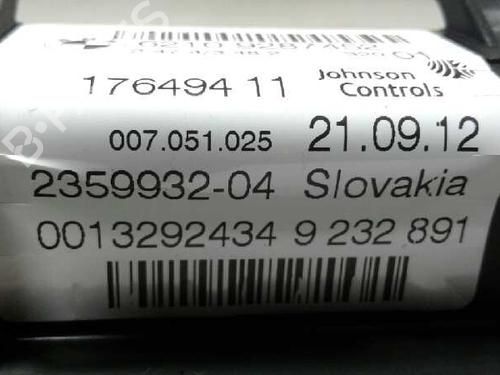 176494 11
Johnson
Controls
007.051.025
21.09.12
2359932-04 Slovakia
0013292434 9 232 891